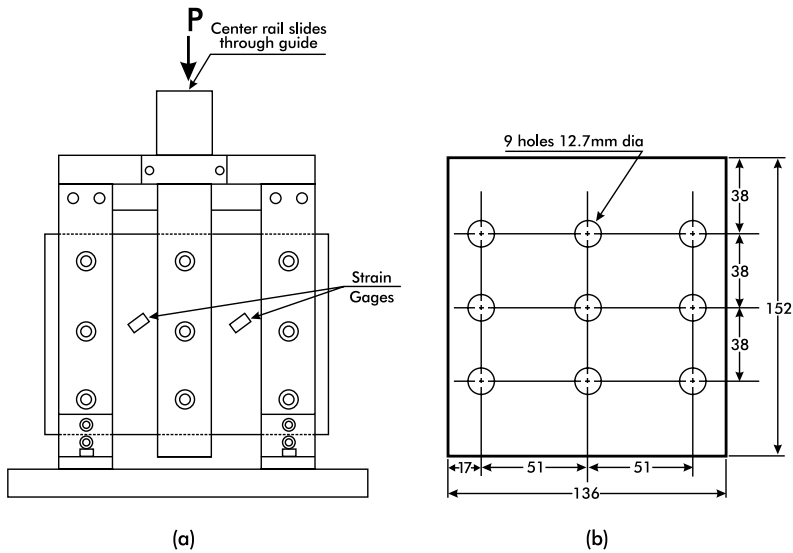 P
Center rail slides
through guide
Strain
Gages
(a)
9 holes 12.7mm dia
38
38
38
152
17
51
51
136
(b)